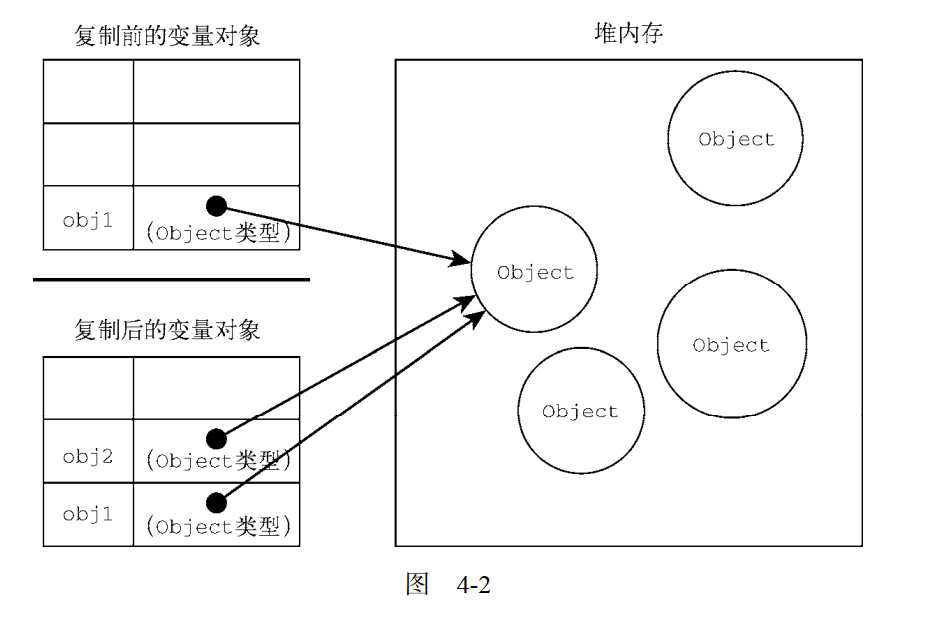 复制前的变量对象
堆内存
obj1
(Object类型)
复制后的变量对象
obj2
(Object类型)
obj1
(Object类型)
Object
Object
Object
Object
图 4-2